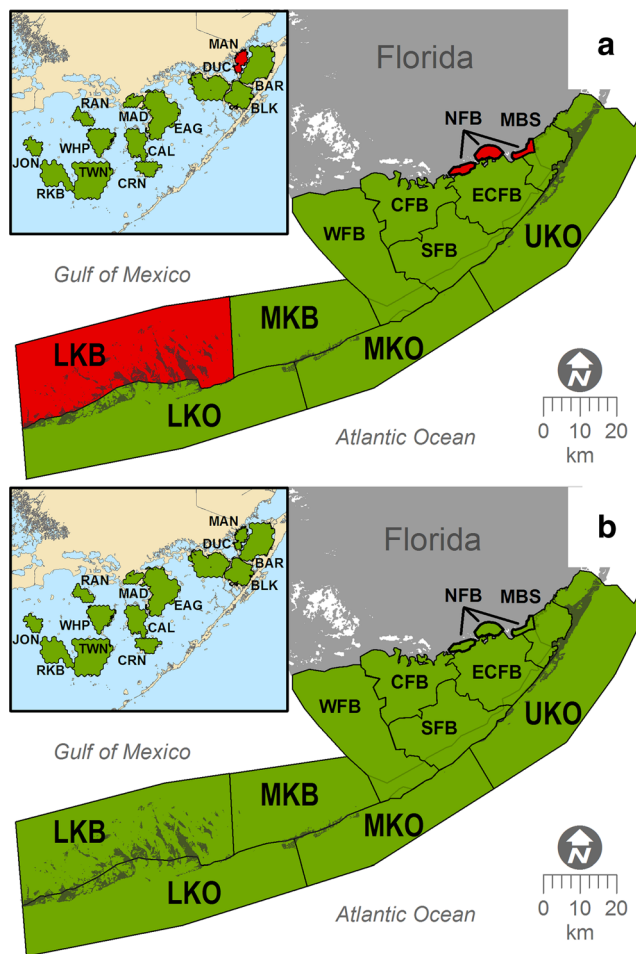 a
Florida
MAN
DUC
BAR
BLK
RAN
MAD
EAG
WHP
CAL
JON
TWN
RKB
CRN
NFB
MBS
CFB
ECFB
WFB
SFB
UKO
Gulf of Mexico
MKB
LKB
MKO
LKO
N
Atlantic Ocean
0 10 20
km
b
Florida
MAN
DUC
BAR
BLK
RAN
MAD
EAG
WHP
CAL
JON
TWN
RKB
CRN
NFB
MBS
CFB
ECFB
WFB
SFB
UKO
Gulf of Mexico
MKB
LKB
MKO
LKO
N
Atlantic Ocean
0 10 20
km